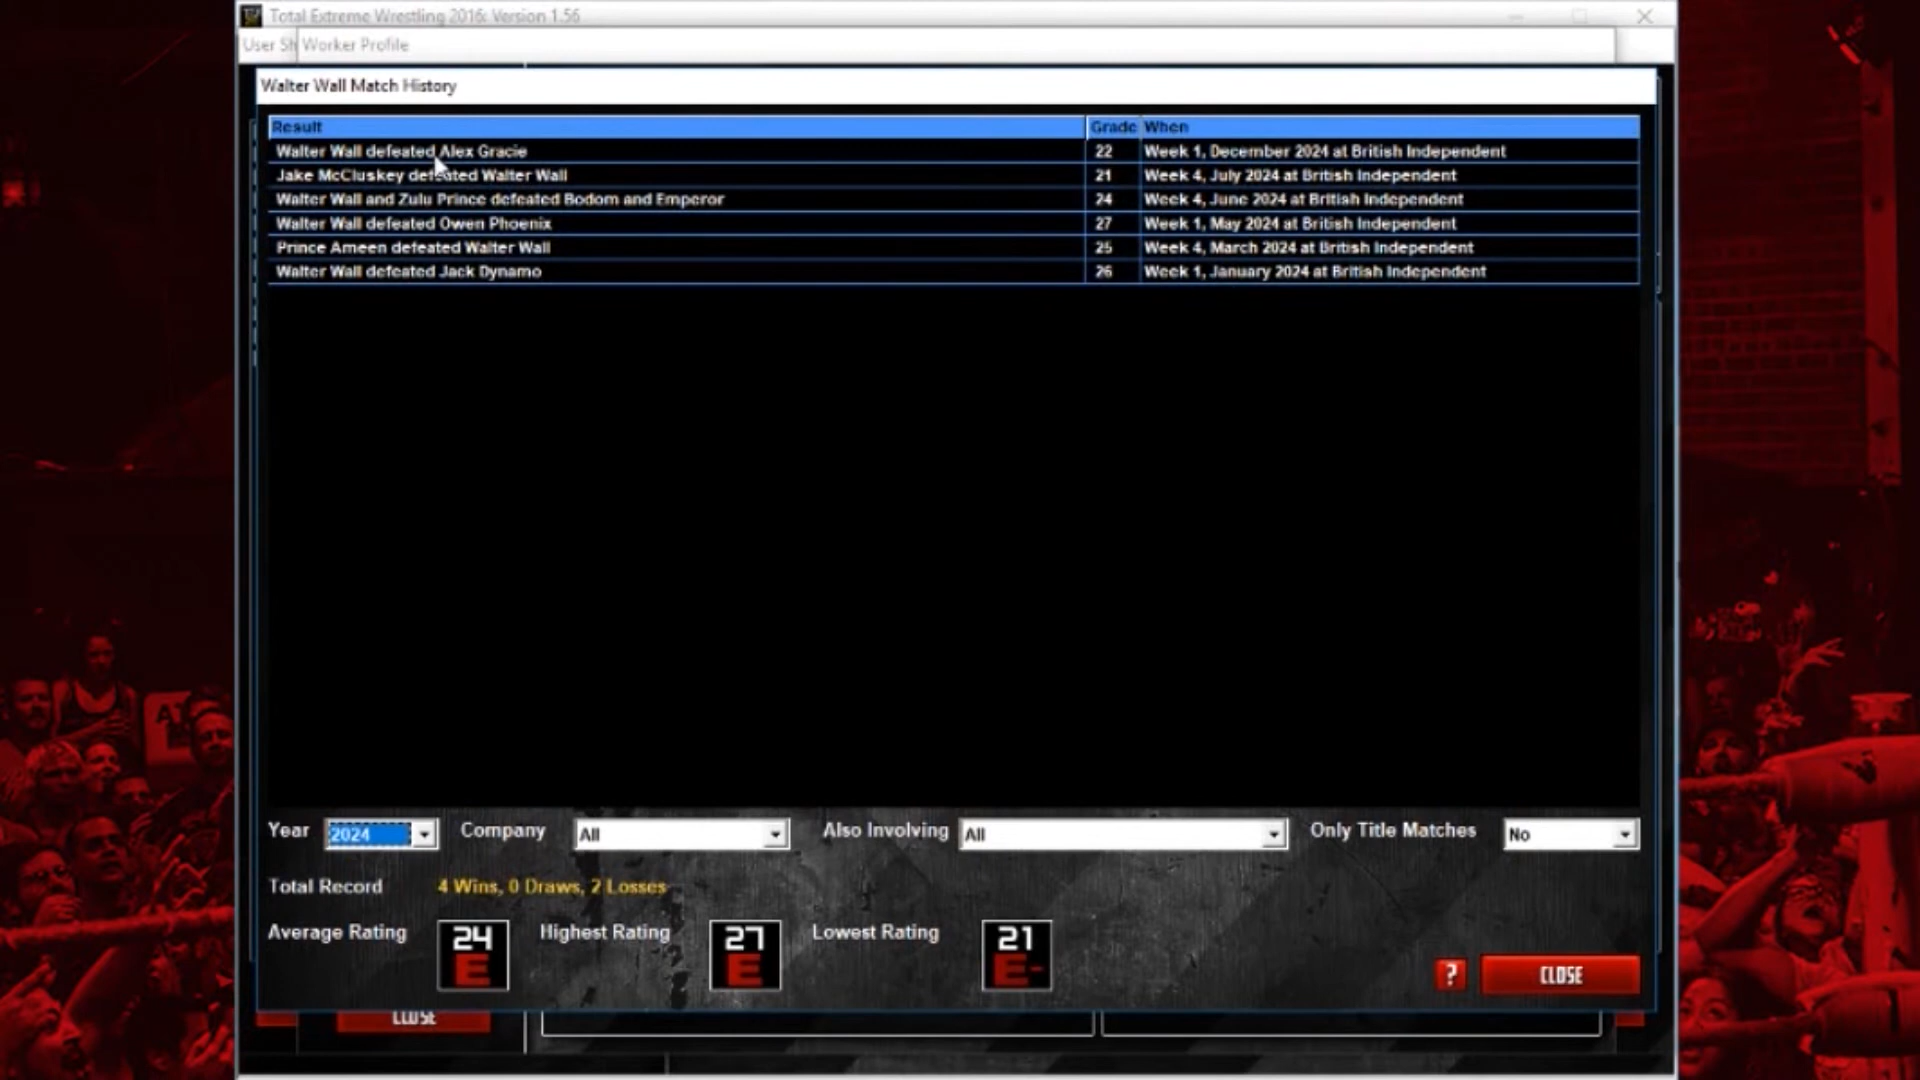 Total Extreme Wrestling 2016: Version 1.56
User Sh Worker Profile
Walter Wall Match History
Result Grade When
Walter Wall defeated Alex Gracie 22 Week 1, December 2024 at British Independent
Jake McCluskey defeated Walter Wall 21 Week 4, July 2024 at British Independent
Walter Wall and Zulu Prince defeated Bodom and Emperor 24 Week 4, June 2024 at British Independent
Walter Wall defeated Owen Phoenix 27 Week 1, May 2024 at British Independent
Prince Ameen defeated Walter Wall 25 Week 4, March 2024 at British Independent
Walter Wall defeated Jack Dynamo 26 Week 1, January 2024 at British Independent
Year 2024 Company All Also Involving All Only Title Matches No
Total Record 4 Wins, 0 Draws, 2 Losses
Average Rating 24 E Highest Rating 27 E Lowest Rating 21 E-
? CLOSE
CLOSE